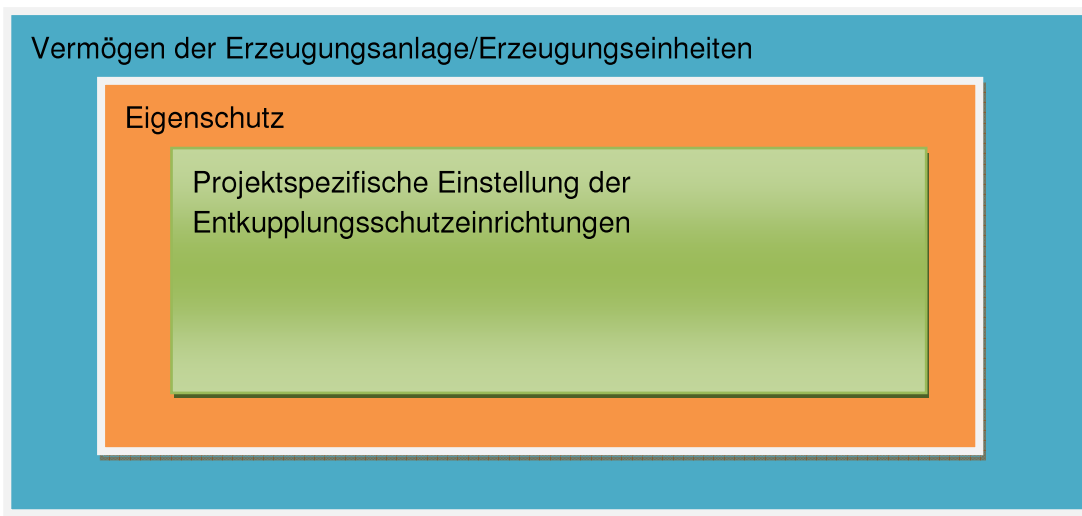 Vermögen der Erzeugungsanlage/Erzeugungseinheiten
Eigenschutz
Projektspezifische Einstellung der
Entkupplungsschutzeinrichtungen